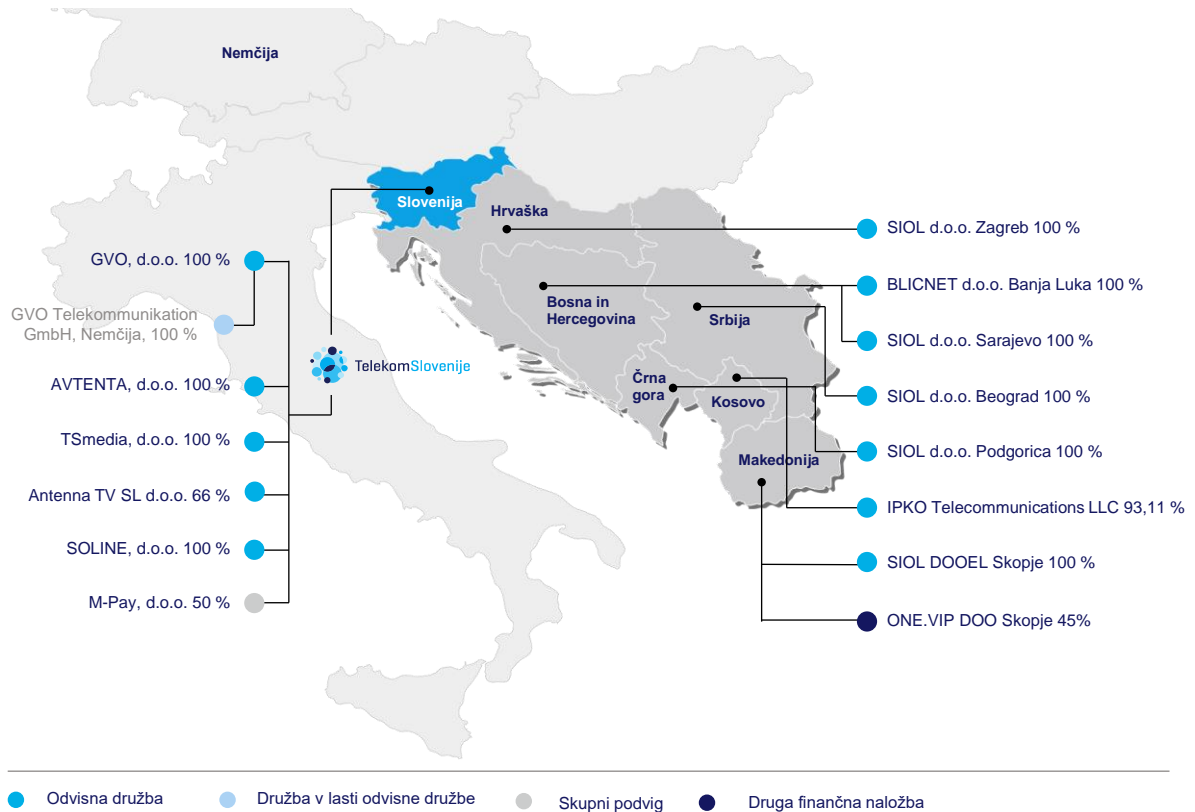 Nemčija
Slovenija
Hrvaška
Bosna in
Hercegovina
Srbija
Črna
gora
Kosovo
Makedonija
GVO, d.o.o. 100 %
GVO Telekommunikation
GmbH, Nemčija, 100 %
AVTENTA, d.o.o. 100 %
TSmedia, d.o.o. 100 %
Antenna TV SL d.o.o. 66 %
SOLINE, d.o.o. 100 %
M-Pay, d.o.o. 50 %
TelekomSlovenije
SIOL d.o.o. Zagreb 100 %
BLICNET d.o.o. Banja Luka 100 %
SIOL d.o.o. Sarajevo 100 %
SIOL d.o.o. Beograd 100 %
SIOL d.o.o. Podgorica 100 %
IPKO Telecommunications LLC 93,11 %
SIOL DOOEL Skopje 100 %
ONE.VIP DOO Skopje 45%
Odvisna družba
Družba v lasti odvisne družbe
Skupni podvig
Druga finančna naložba